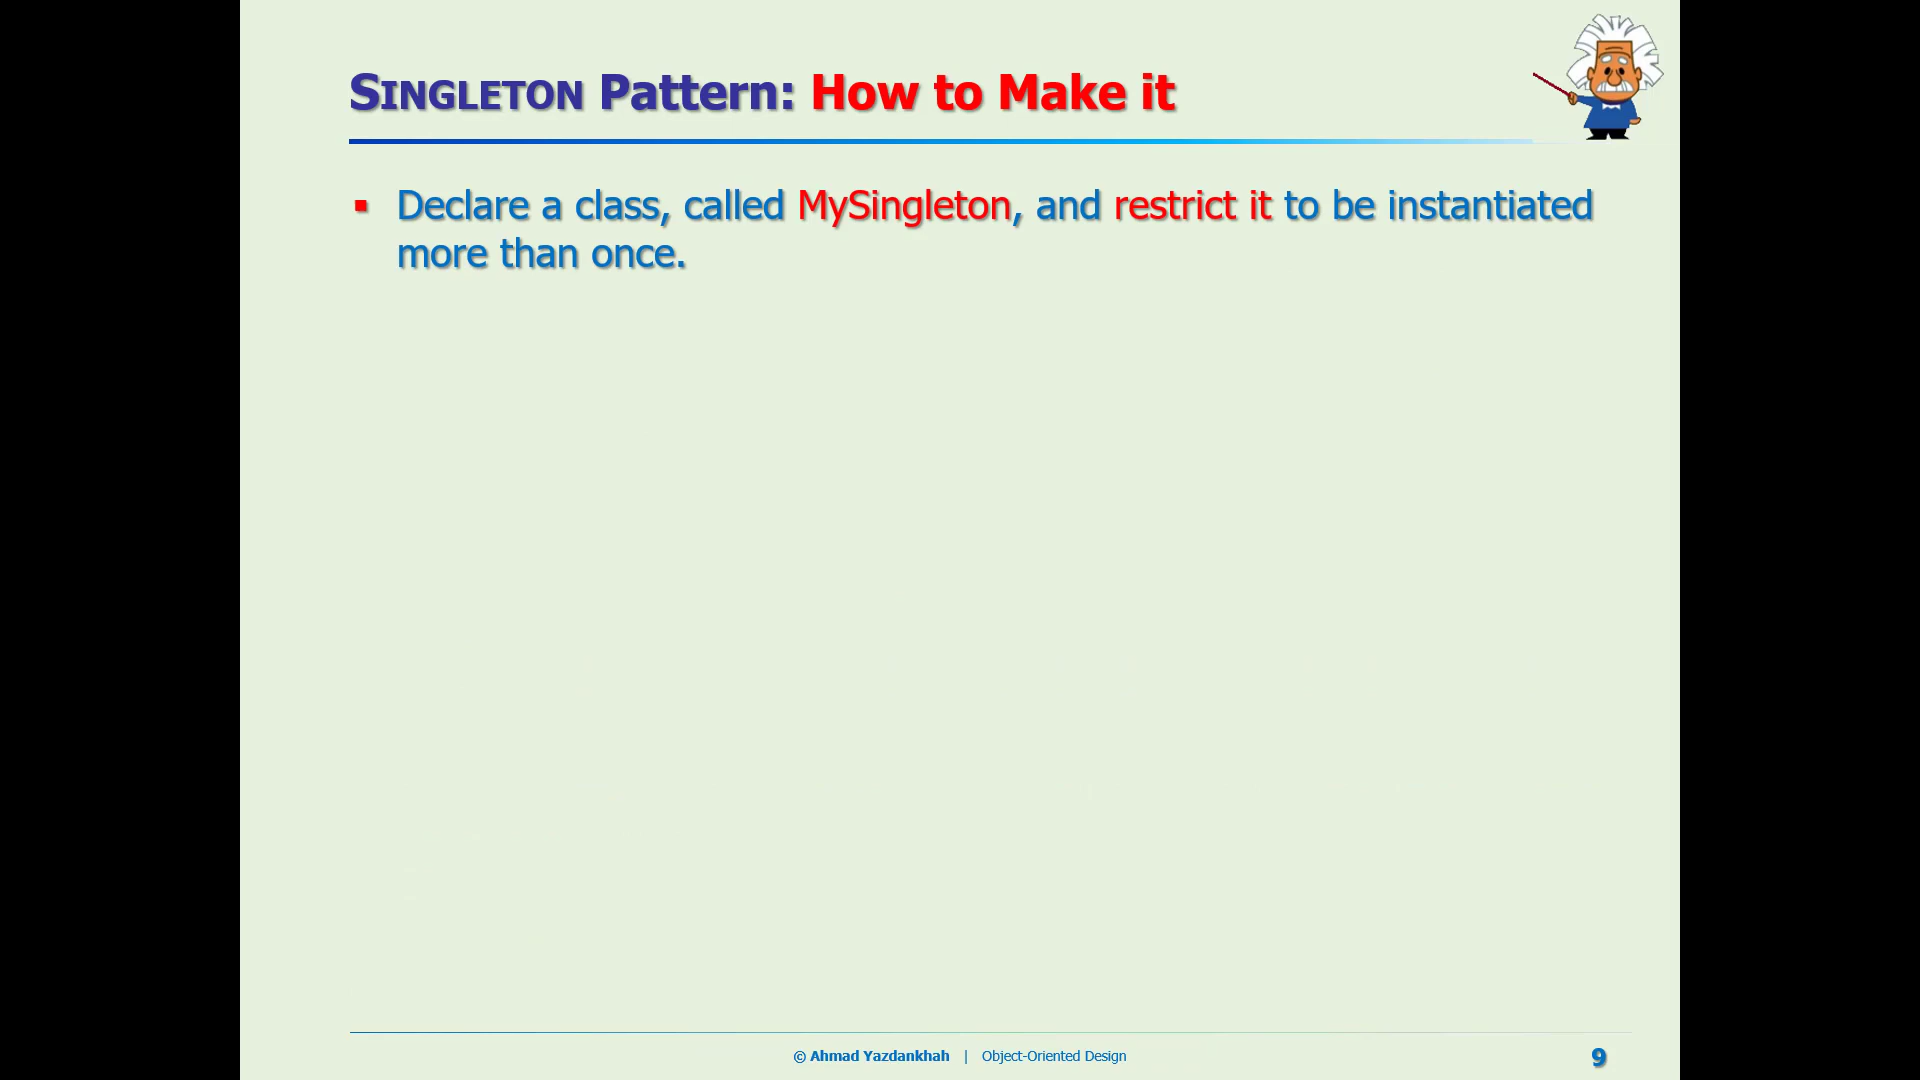 SINGLETON Pattern: How to Make it
▪ Declare a class, called MySingleton, and restrict it to be instantiated
more than once.
© Ahmad Yazdankhah | Object-Oriented Design
9